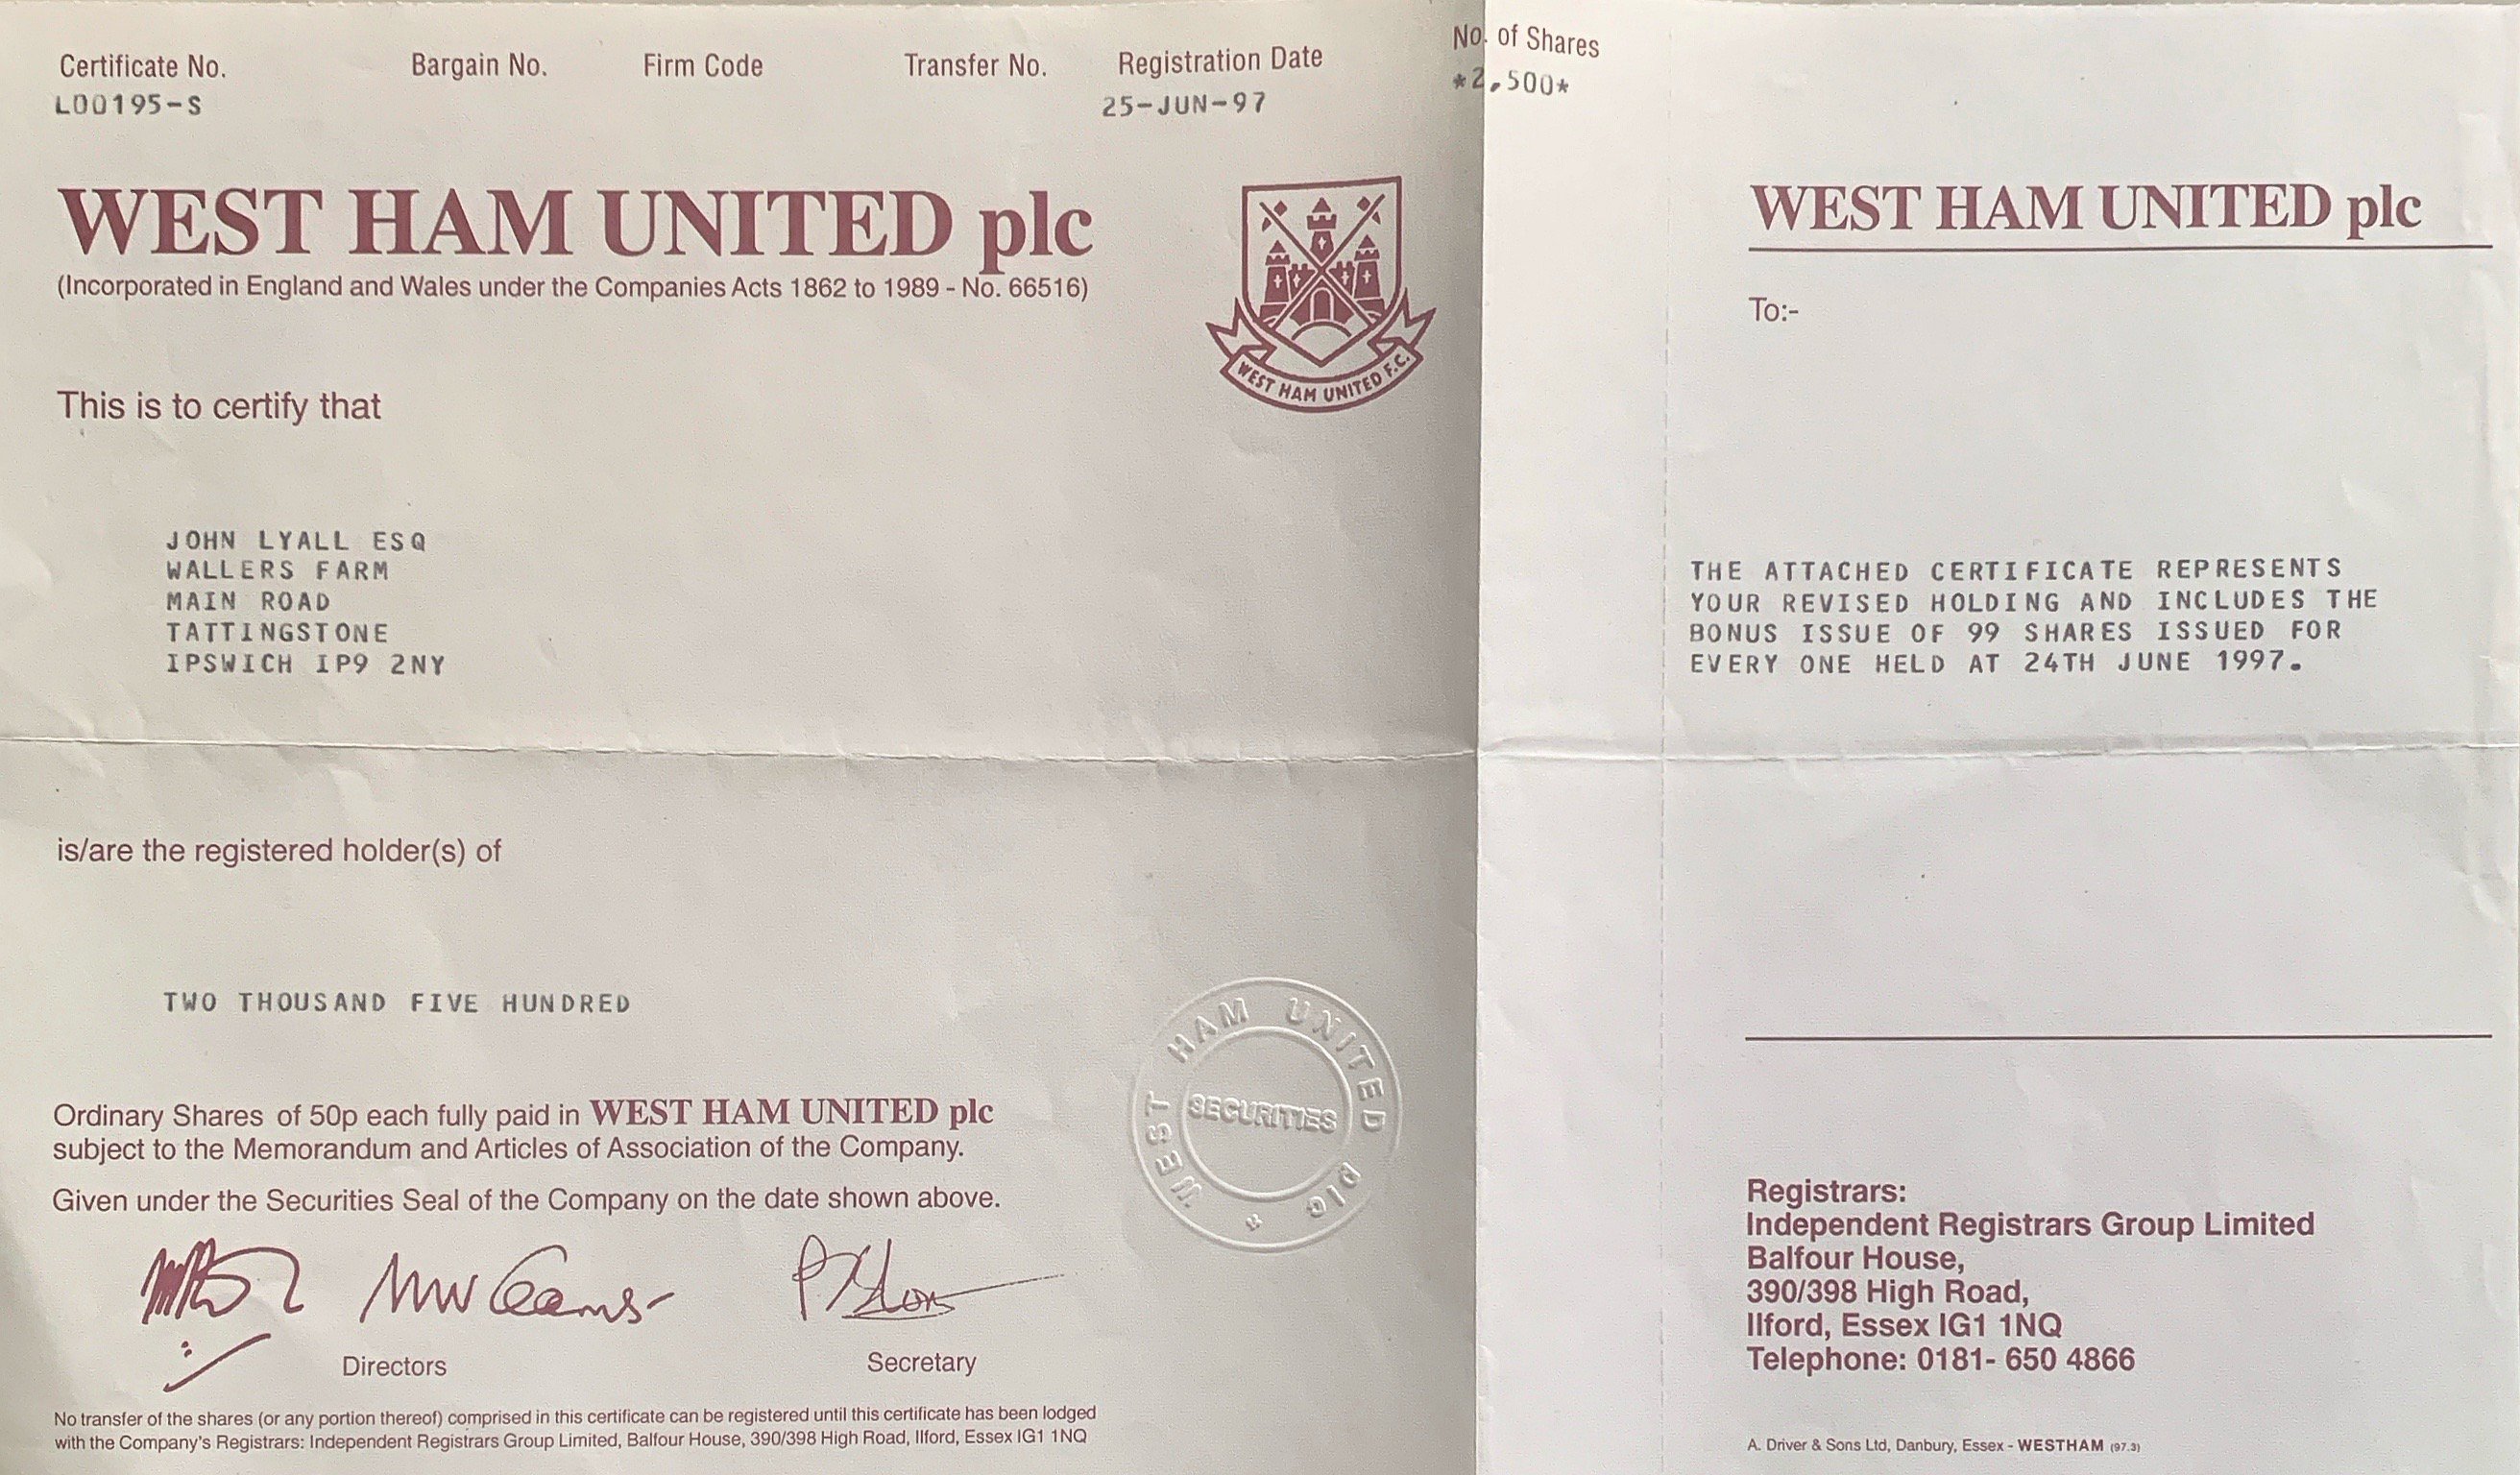 Certificate No. Bargain No. Firm Code Transfer No. Registration Date No. of Shares
L00195-S 25-JUN-97 *2,500*
WEST HAM UNITED plc
(Incorporated in England and Wales under the Companies Acts 1862 to 1989 - No. 66516)
WEST HAM UNITED F.C.
This is to certify that
JOHN LYALL ESQ
WALLERS FARM
MAIN ROAD
TATTINGSTONE
IPSWICH IP9 2NY
is/are the registered holder(s) of
TWO THOUSAND FIVE HUNDRED
Ordinary Shares of 50p each fully paid in WEST HAM UNITED plc
subject to the Memorandum and Articles of Association of the Company.
Given under the Securities Seal of the Company on the date shown above.
WEST HAM UNITED PLC
SECURITIES
Directors Secretary
No transfer of the shares (or any portion thereof) comprised in this certificate can be registered until this certificate has been lodged
with the Company's Registrars: Independent Registrars Group Limited, Balfour House, 390/398 High Road, Ilford, Essex IG1 1NQ
WEST HAM UNITED plc
To:-
THE ATTACHED CERTIFICATE REPRESENTS
YOUR REVISED HOLDING AND INCLUDES THE
BONUS ISSUE OF 99 SHARES ISSUED FOR
EVERY ONE HELD AT 24TH JUNE 1997.
Registrars:
Independent Registrars Group Limited
Balfour House,
390/398 High Road,
Ilford, Essex IG1 1NQ
Telephone: 0181- 650 4866
A. Driver & Sons Ltd, Danbury, Essex - WESTHAM (97.3)